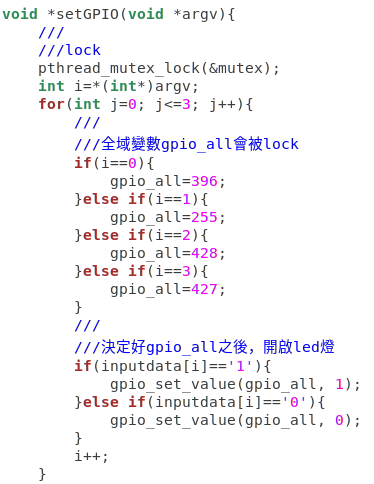 void *setGPIO(void *argv){
    ///
    ///lock
    pthread_mutex_lock(&mutex);
    int i=*(int*)argv;
    for(int j=0; j<=3; j++){
        ///
        ///全域變數gpio_all會被lock
        if(i==0){
            gpio_all=396;
        }else if(i==1){
            gpio_all=255;
        }else if(i==2){
            gpio_all=428;
        }else if(i==3){
            gpio_all=427;
        }
        ///
        ///決定好gpio_all之後，開啟led燈
        if(inputdata[i]=='1'){
            gpio_set_value(gpio_all, 1);
        }else if(inputdata[i]=='0'){
            gpio_set_value(gpio_all, 0);
        }
        i++;
    }